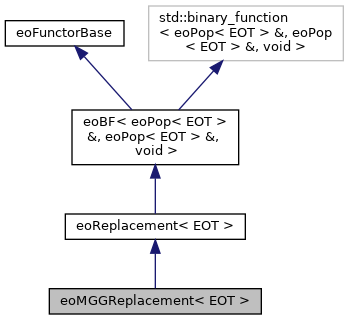 eoFunctorBase
std::binary_function
< eoPop< EOT > &, eoPop
< EOT > &, void >
eoBF< eoPop< EOT >
&, eoPop< EOT > &,
void >
eoReplacement< EOT >
eoMGGReplacement< EOT >